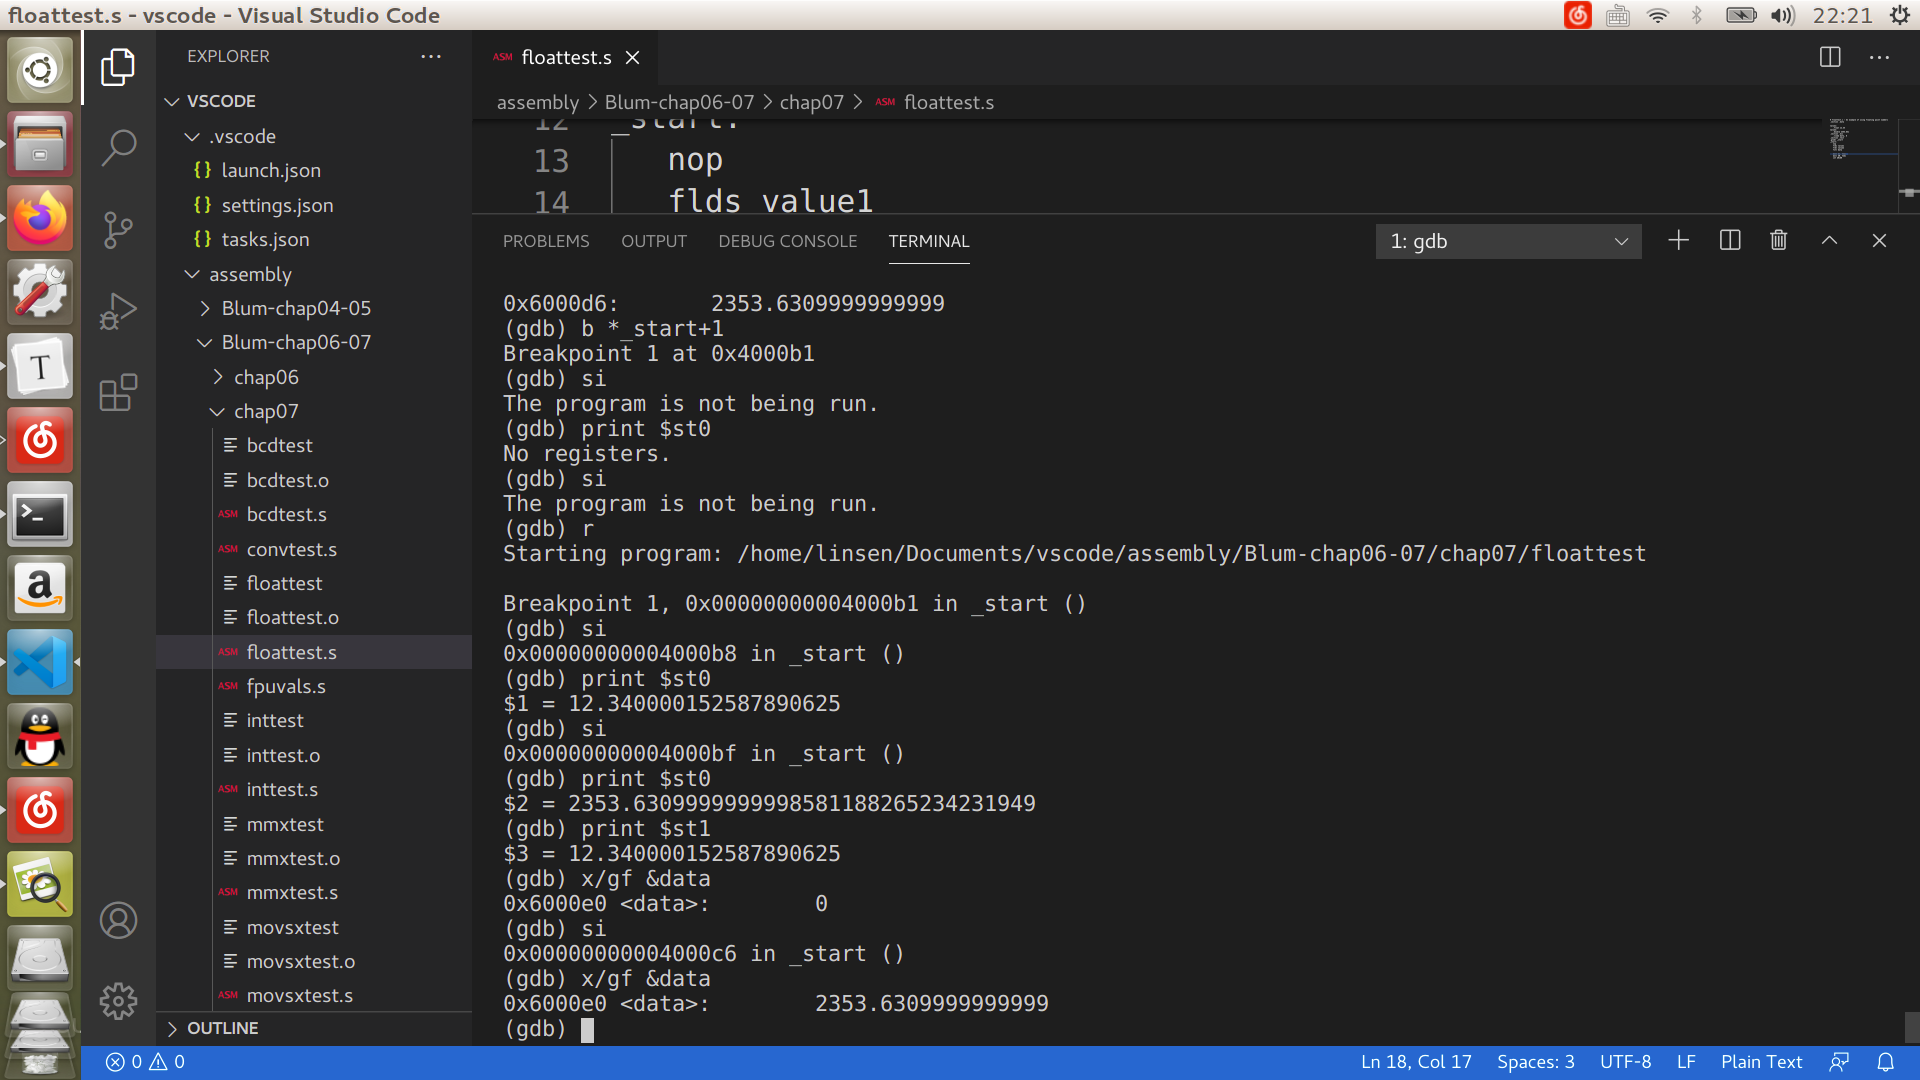 floattest.s - vscode - Visual Studio Code
22:21
EXPLORER
VSCODE
.vscode
{} launch.json
{} settings.json
{} tasks.json
assembly
Blum-chap04-05
Blum-chap06-07
chap06
chap07
bcdtest
bcdtest.o
ASM bcdtest.s
ASM convtest.s
floattest
floattest.o
ASM floattest.s
ASM fpuvals.s
inttest
inttest.o
ASM inttest.s
mmxtest
mmxtest.o
ASM mmxtest.s
movsxtest
movsxtest.o
ASM movsxtest.s
OUTLINE
ASM floattest.s
assembly > Blum-chap06-07 > chap07 > ASM floattest.s
12 _start:
13 nop
14 flds value1
PROBLEMS OUTPUT DEBUG CONSOLE TERMINAL 1: gdb
0x6000d6: 2353.6309999999999
(gdb) b *_start+1
Breakpoint 1 at 0x4000b1
(gdb) si
The program is not being run.
(gdb) print $st0
No registers.
(gdb) si
The program is not being run.
(gdb) r
Starting program: /home/linsen/Documents/vscode/assembly/Blum-chap06-07/chap07/floattest
Breakpoint 1, 0x00000000004000b1 in _start ()
(gdb) si
0x00000000004000b8 in _start ()
(gdb) print $st0
$1 = 12.340000152587890625
(gdb) si
0x00000000004000bf in _start ()
(gdb) print $st0
$2 = 2353.63099999999985811882652342319​49
(gdb) print $st1
$3 = 12.340000152587890625
(gdb) x/gf &data
0x6000e0 <data>: 0
(gdb) si
0x00000000004000c6 in _start ()
(gdb) x/gf &data
0x6000e0 <data>: 2353.6309999999999
(gdb)
0 0
Ln 18, Col 17 Spaces: 3 UTF-8 LF Plain Text